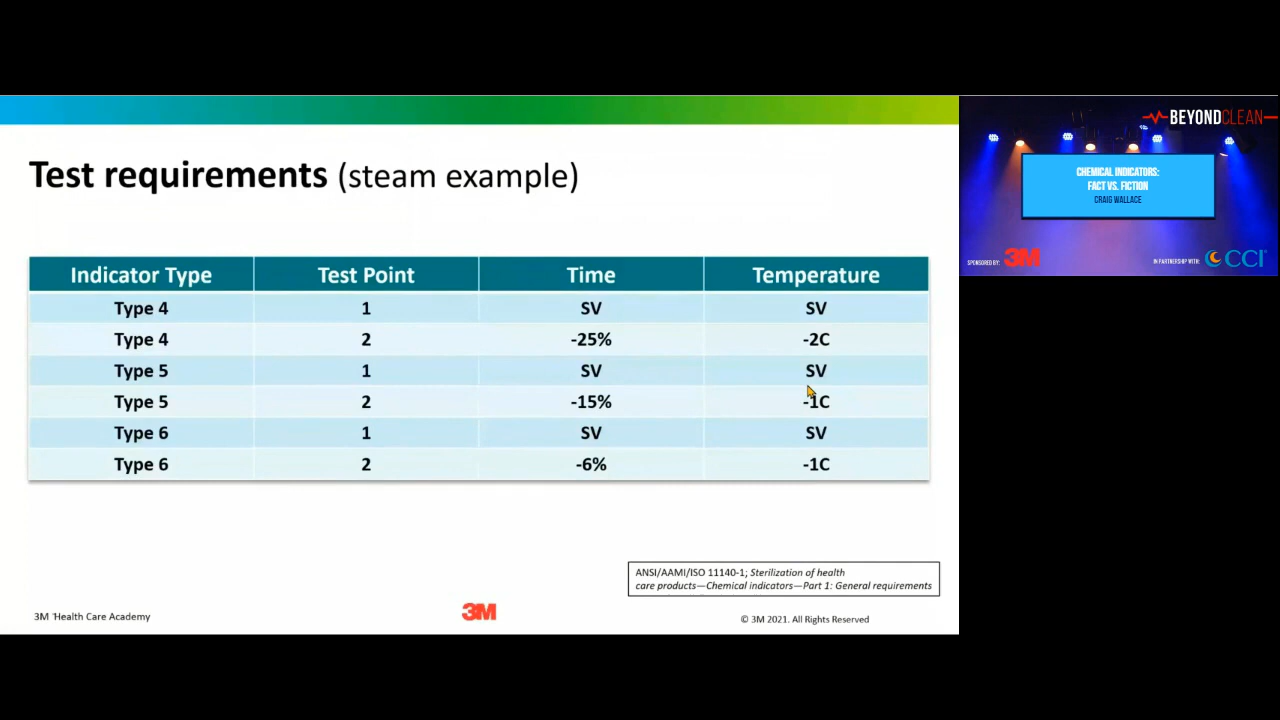 Test requirements (steam example)
Indicator Type Test Point Time Temperature
Type 4 1 SV SV
Type 4 2 -25% -2C
Type 5 1 SV SV
Type 5 2 -15% -1C
Type 6 1 SV SV
Type 6 2 -6% -1C
ANSI/AAMI/ISO 11140-1; Sterilization of health
care products—Chemical indicators—Part 1: General requirements
3M Health Care Academy
3M
© 3M 2021. All Rights Reserved
BEYONDCLEAN
CHEMICAL INDICATORS:
FACT VS. FICTION
CRAIG WALLACE
SPONSORED BY: 3M
IN PARTNERSHIP WITH: CCI